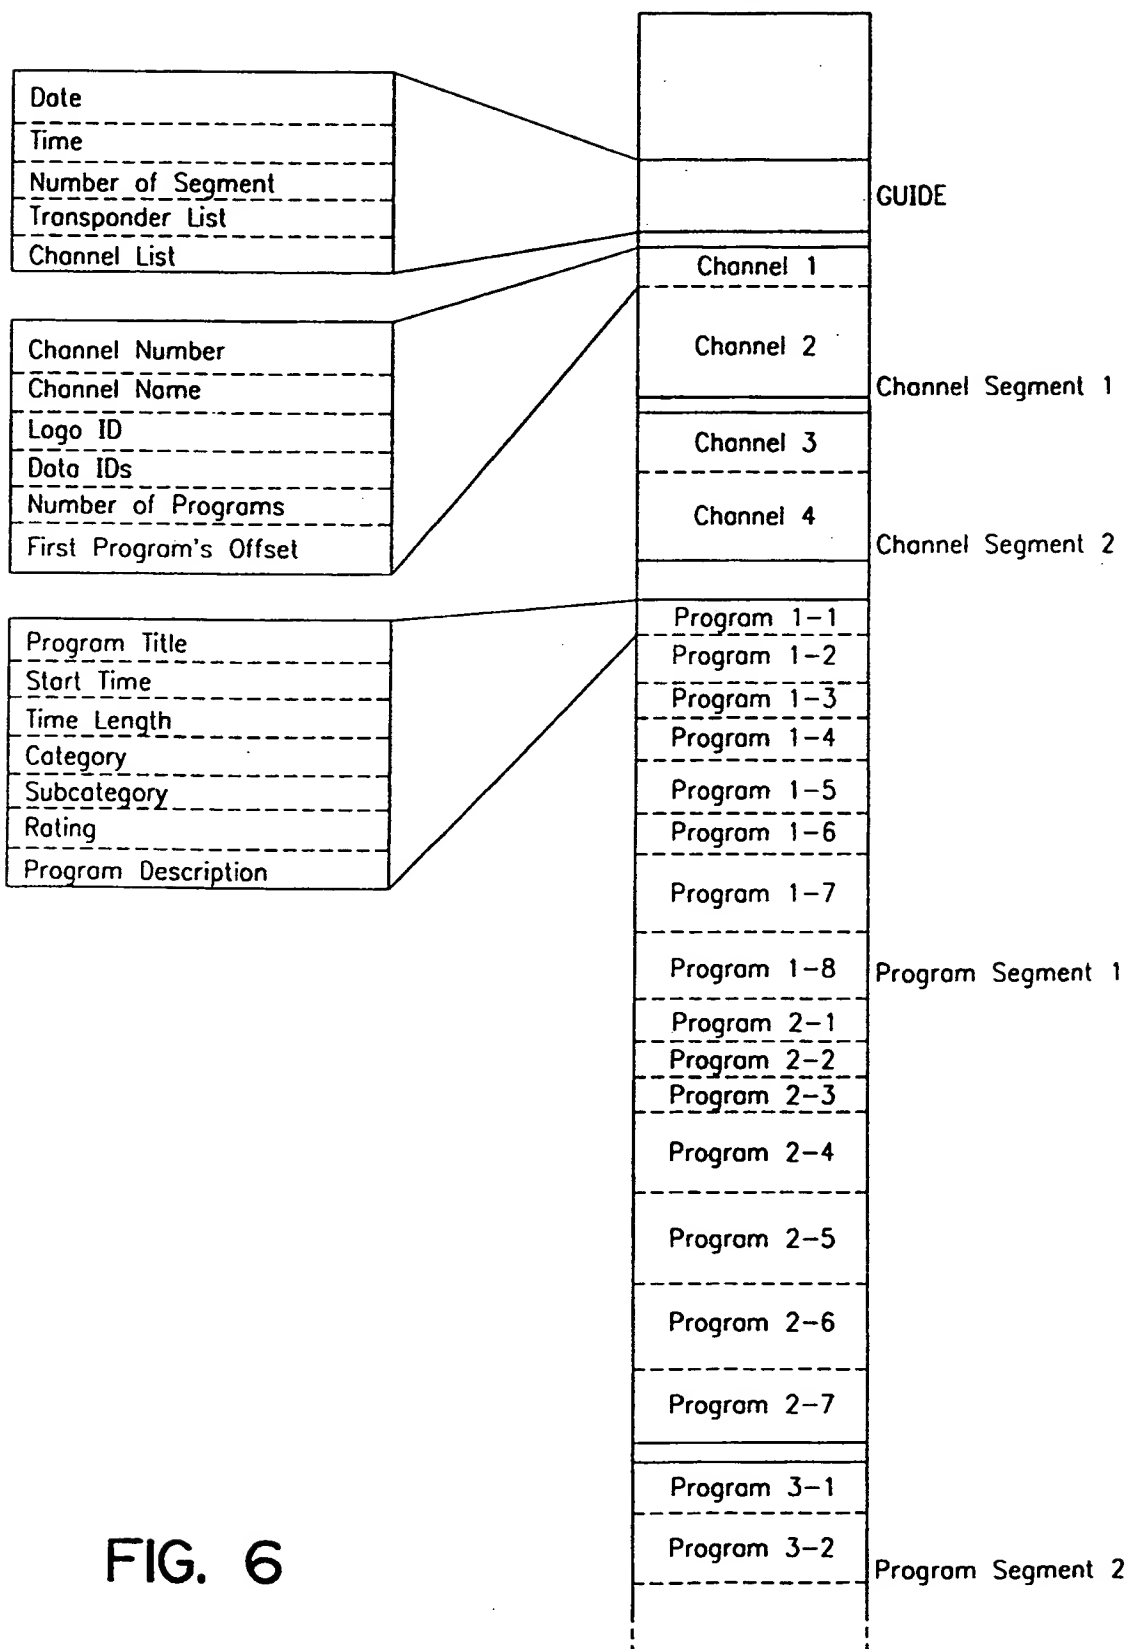 Date
Time
Number of Segment
Transponder List
Channel List
GUIDE
Channel Number
Channel Name
Logo ID
Data IDs
Number of Programs
First Program's Offset
Channel 1
Channel 2
Channel Segment 1
Channel 3
Channel 4
Channel Segment 2
Program Title
Start Time
Time Length
Category
Subcategory
Rating
Program Description
Program 1-1
Program 1-2
Program 1-3
Program 1-4
Program 1-5
Program 1-6
Program 1-7
Program 1-8
Program Segment 1
Program 2-1
Program 2-2
Program 2-3
Program 2-4
Program 2-5
Program 2-6
Program 2-7
Program 3-1
Program 3-2
Program Segment 2
FIG. 6